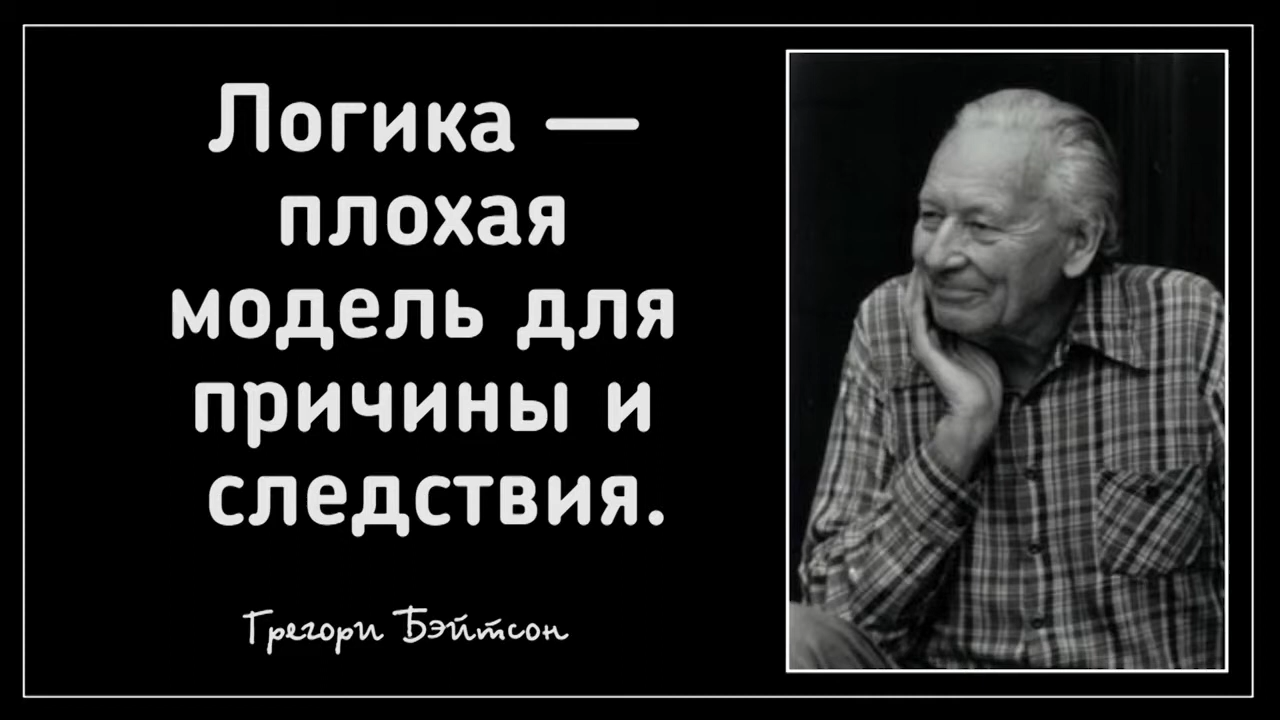 Логика —
плохая
модель для
причины и
следствия.
Грегори Бэйтсон